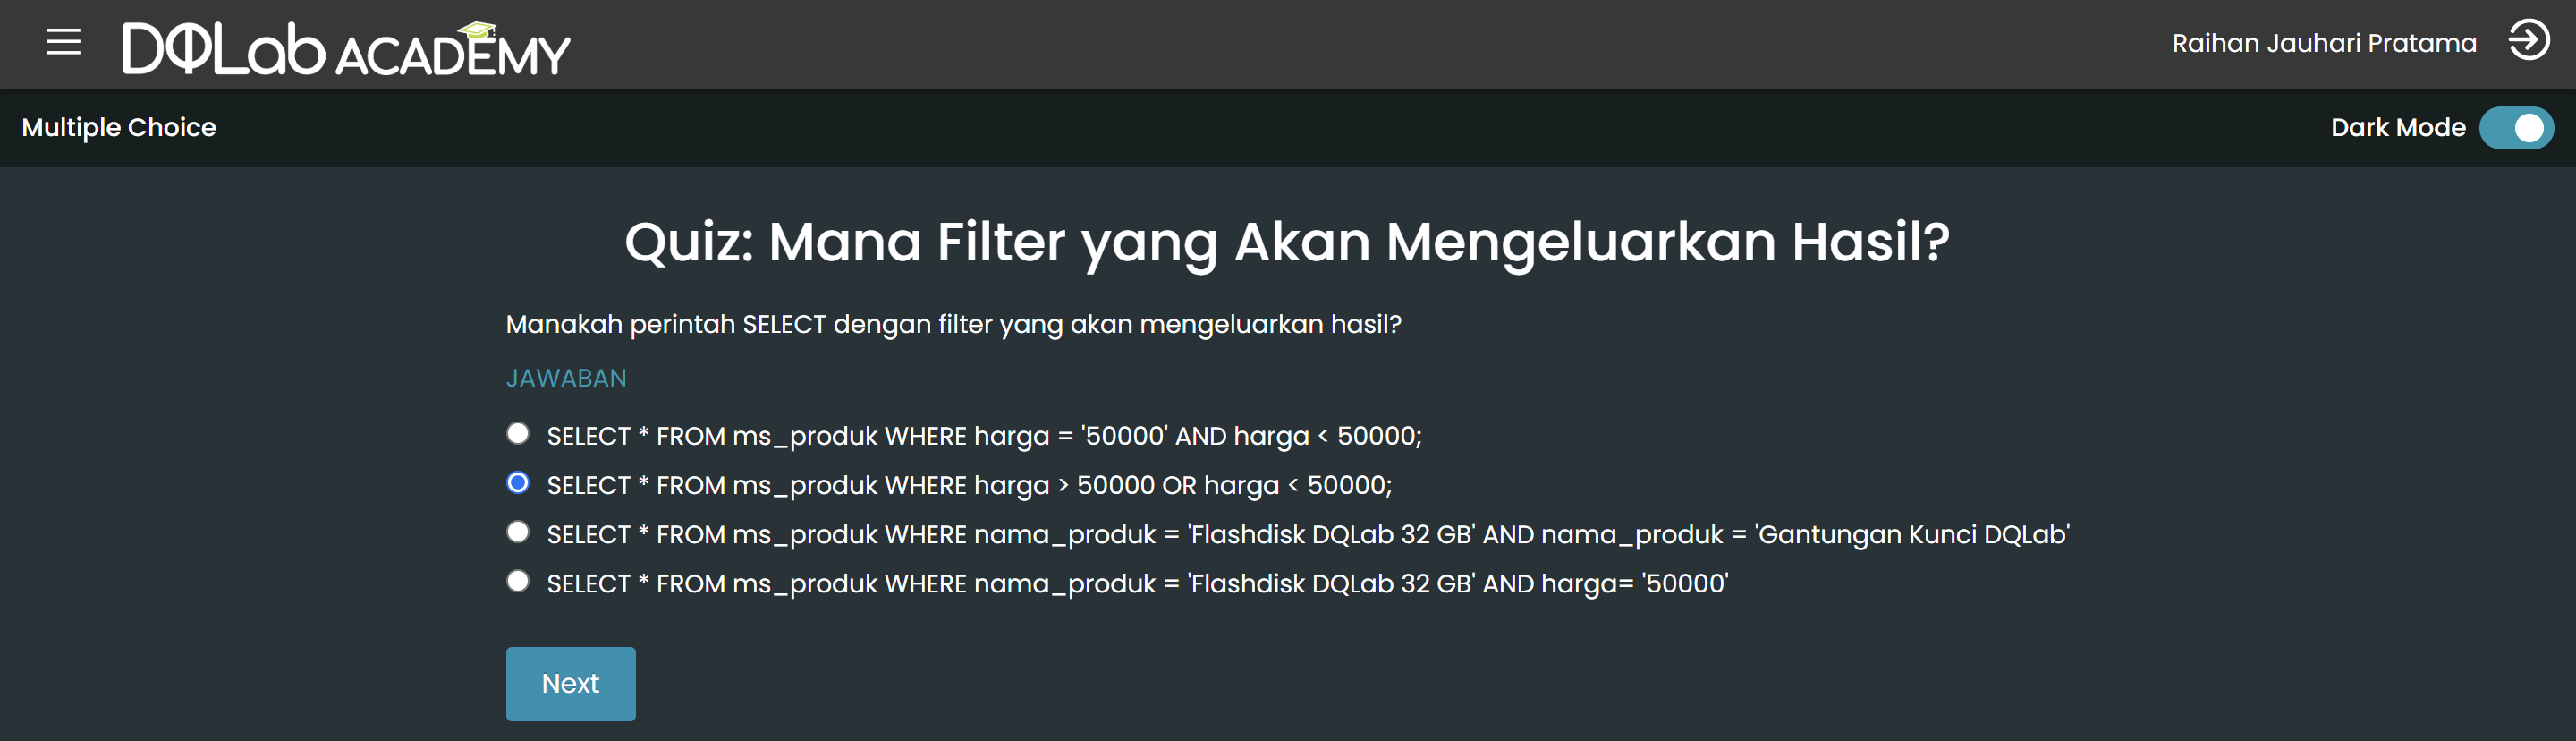 DQLab ACADEMY
Raihan Jauhari Pratama
Multiple Choice
Dark Mode
Quiz: Mana Filter yang Akan Mengeluarkan Hasil?
Manakah perintah SELECT dengan filter yang akan mengeluarkan hasil?
JAWABAN
SELECT * FROM ms_produk WHERE harga = '50000' AND harga < 50000;
SELECT * FROM ms_produk WHERE harga > 50000 OR harga < 50000;
SELECT * FROM ms_produk WHERE nama_produk = 'Flashdisk DQLab 32 GB' AND nama_produk = 'Gantungan Kunci DQLab'
SELECT * FROM ms_produk WHERE nama_produk = 'Flashdisk DQLab 32 GB' AND harga= '50000'
Next